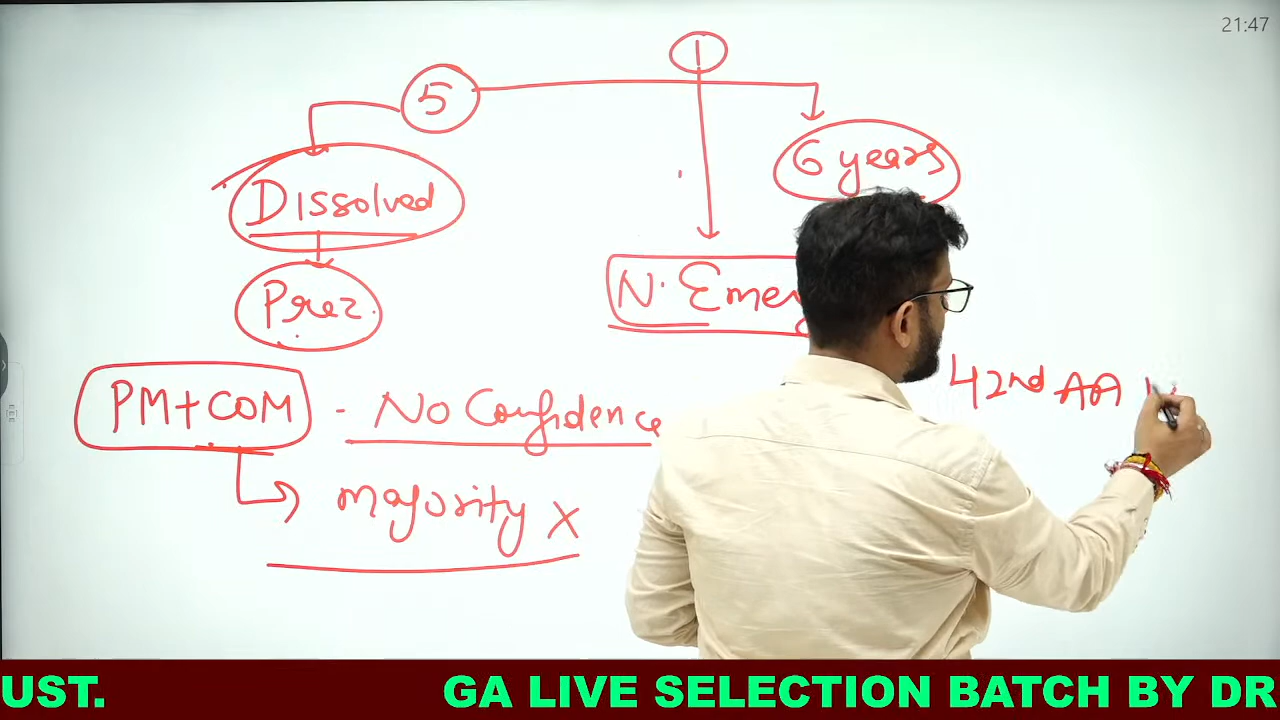 21:47
1
5
6 years
Dissolved
N. Emer
Prez.
42nd AA
PM+COM - No Confidence
majority X
UST. GA LIVE SELECTION BATCH BY DR